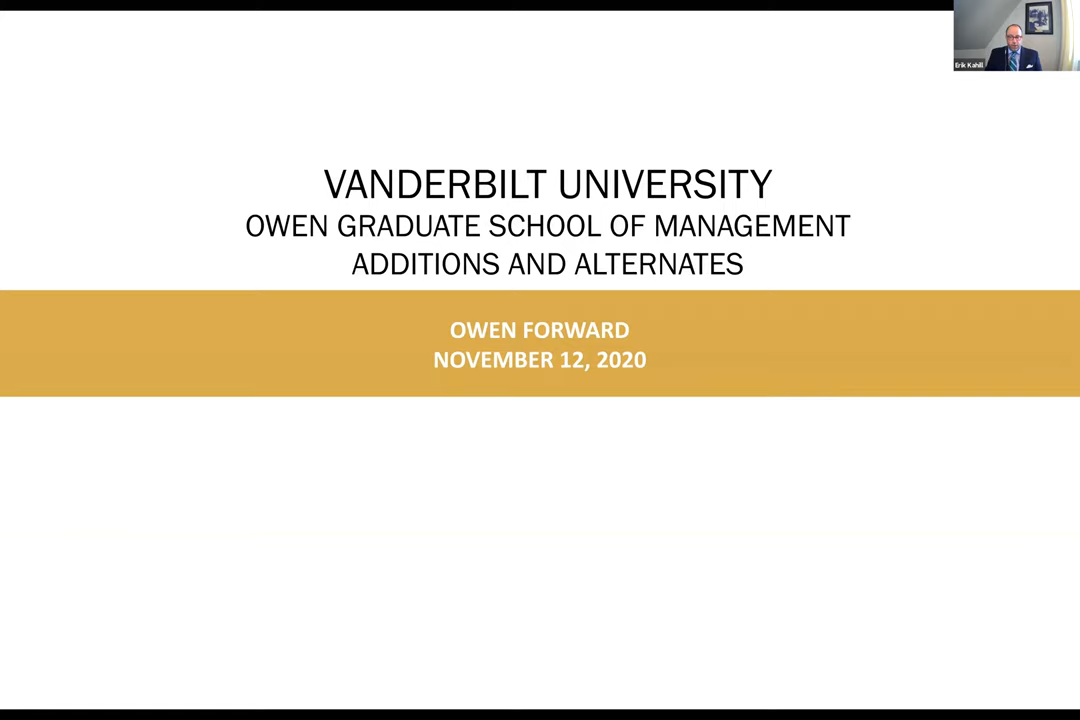 Erik Kahill
VANDERBILT UNIVERSITY
OWEN GRADUATE SCHOOL OF MANAGEMENT
ADDITIONS AND ALTERNATES
OWEN FORWARD
NOVEMBER 12, 2020